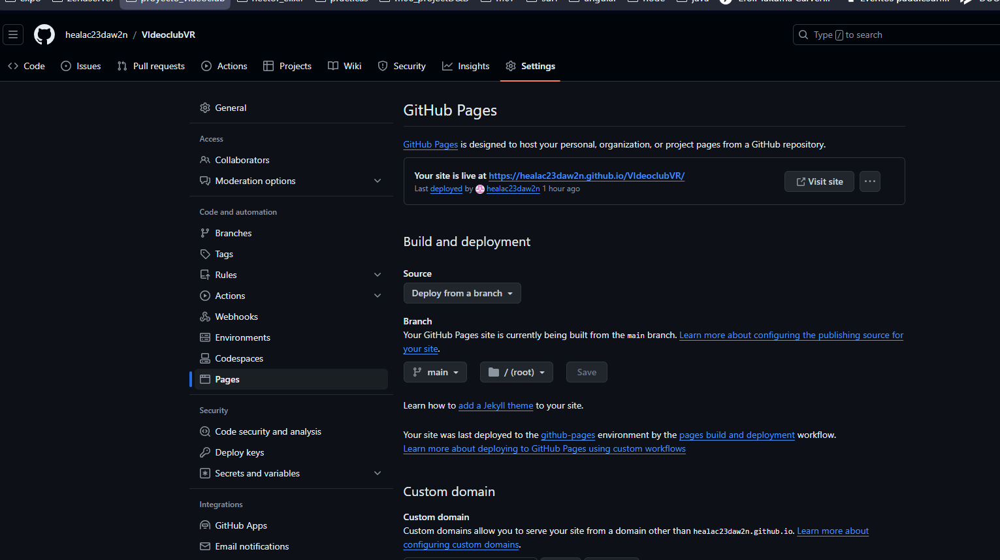 proyecto_videoclub
healac23daw2n / VIdeoclubVR
Type / to search
Code Issues Pull requests Actions Projects Wiki Security Insights Settings
General
Access
Collaborators
Moderation options
Code and automation
Branches
Tags
Rules
Actions
Webhooks
Environments
Codespaces
Pages
Security
Code security and analysis
Deploy keys
Secrets and variables
Integrations
GitHub Apps
Email notifications
GitHub Pages
GitHub Pages is designed to host your personal, organization, or project pages from a GitHub repository.
Your site is live at https://healac23daw2n.github.io/VIdeoclubVR/
Last deployed by healac23daw2n 1 hour ago
Visit site
Build and deployment
Source
Deploy from a branch
Branch
Your GitHub Pages site is currently being built from the main branch. Learn more about configuring the publishing source for
your site.
main / (root) Save
Learn how to add a Jekyll theme to your site.
Your site was last deployed to the github-pages environment by the pages build and deployment workflow.
Learn more about deploying to GitHub Pages using custom workflows
Custom domain
Custom domain
Custom domains allow you to serve your site from a domain other than healac23daw2n.github.io. Learn more about
configuring custom domains.